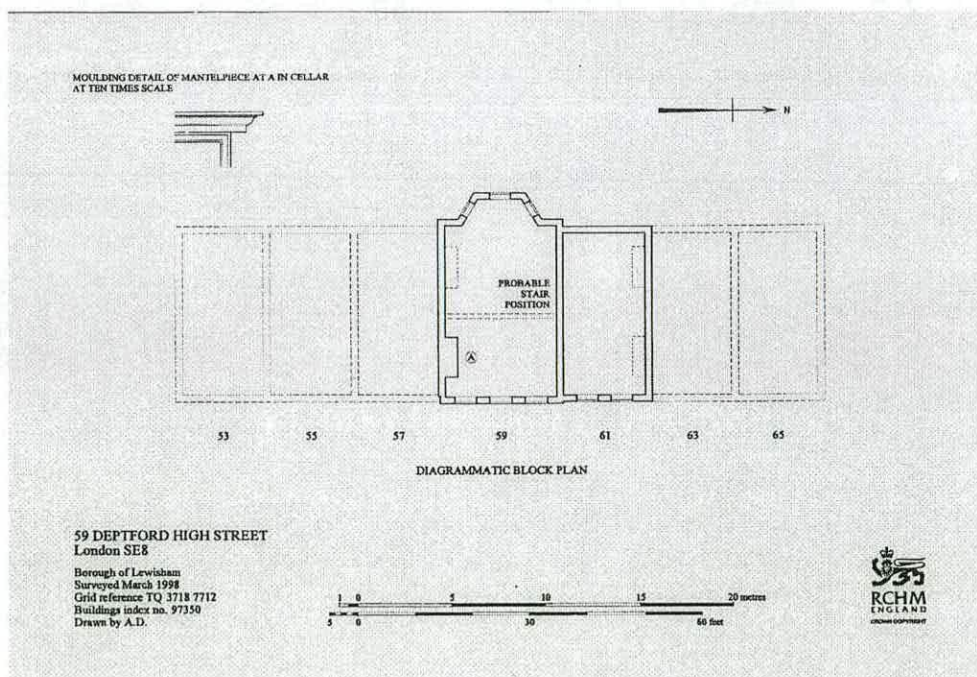 MOULDING DETAIL OF MANTELPIECE AT A IN CELLAR
AT TEN TIMES SCALE
N
PROBABLE
STAIR
POSITION
A
53 55 57 59 61 63 65
DIAGRAMMATIC BLOCK PLAN
59 DEPTFORD HIGH STREET
London SE8
Borough of Lewisham
Surveyed March 1998
Grid reference TQ 3718 7712
Buildings index no. 97350
Drawn by A.D.
1 0 5 10 15 20 metres
5 0 30 60 feet
RCHM
ENGLAND
CROWN COPYRIGHT